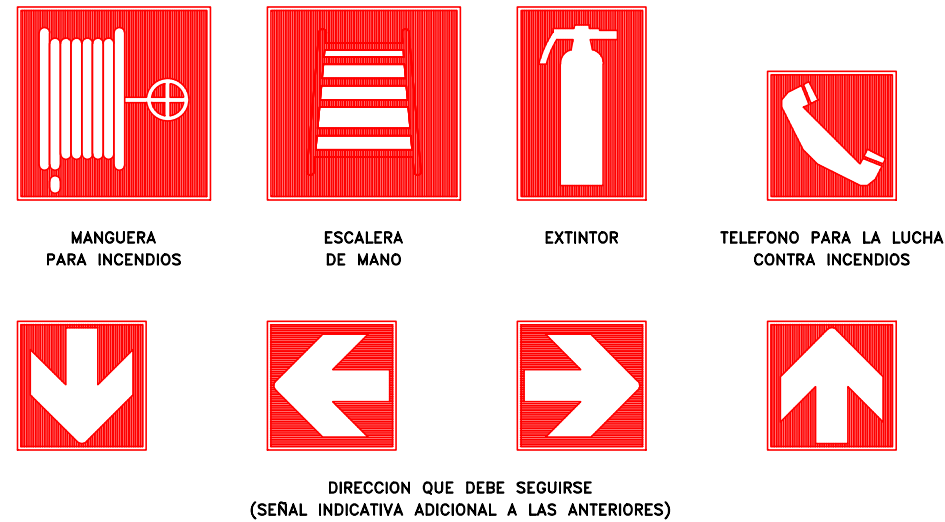 MANGUERA
PARA INCENDIOS
ESCALERA
DE MANO
EXTINTOR
TELEFONO PARA LA LUCHA
CONTRA INCENDIOS
DIRECCION QUE DEBE SEGUIRSE
(SEÑAL INDICATIVA ADICIONAL A LAS ANTERIORES)